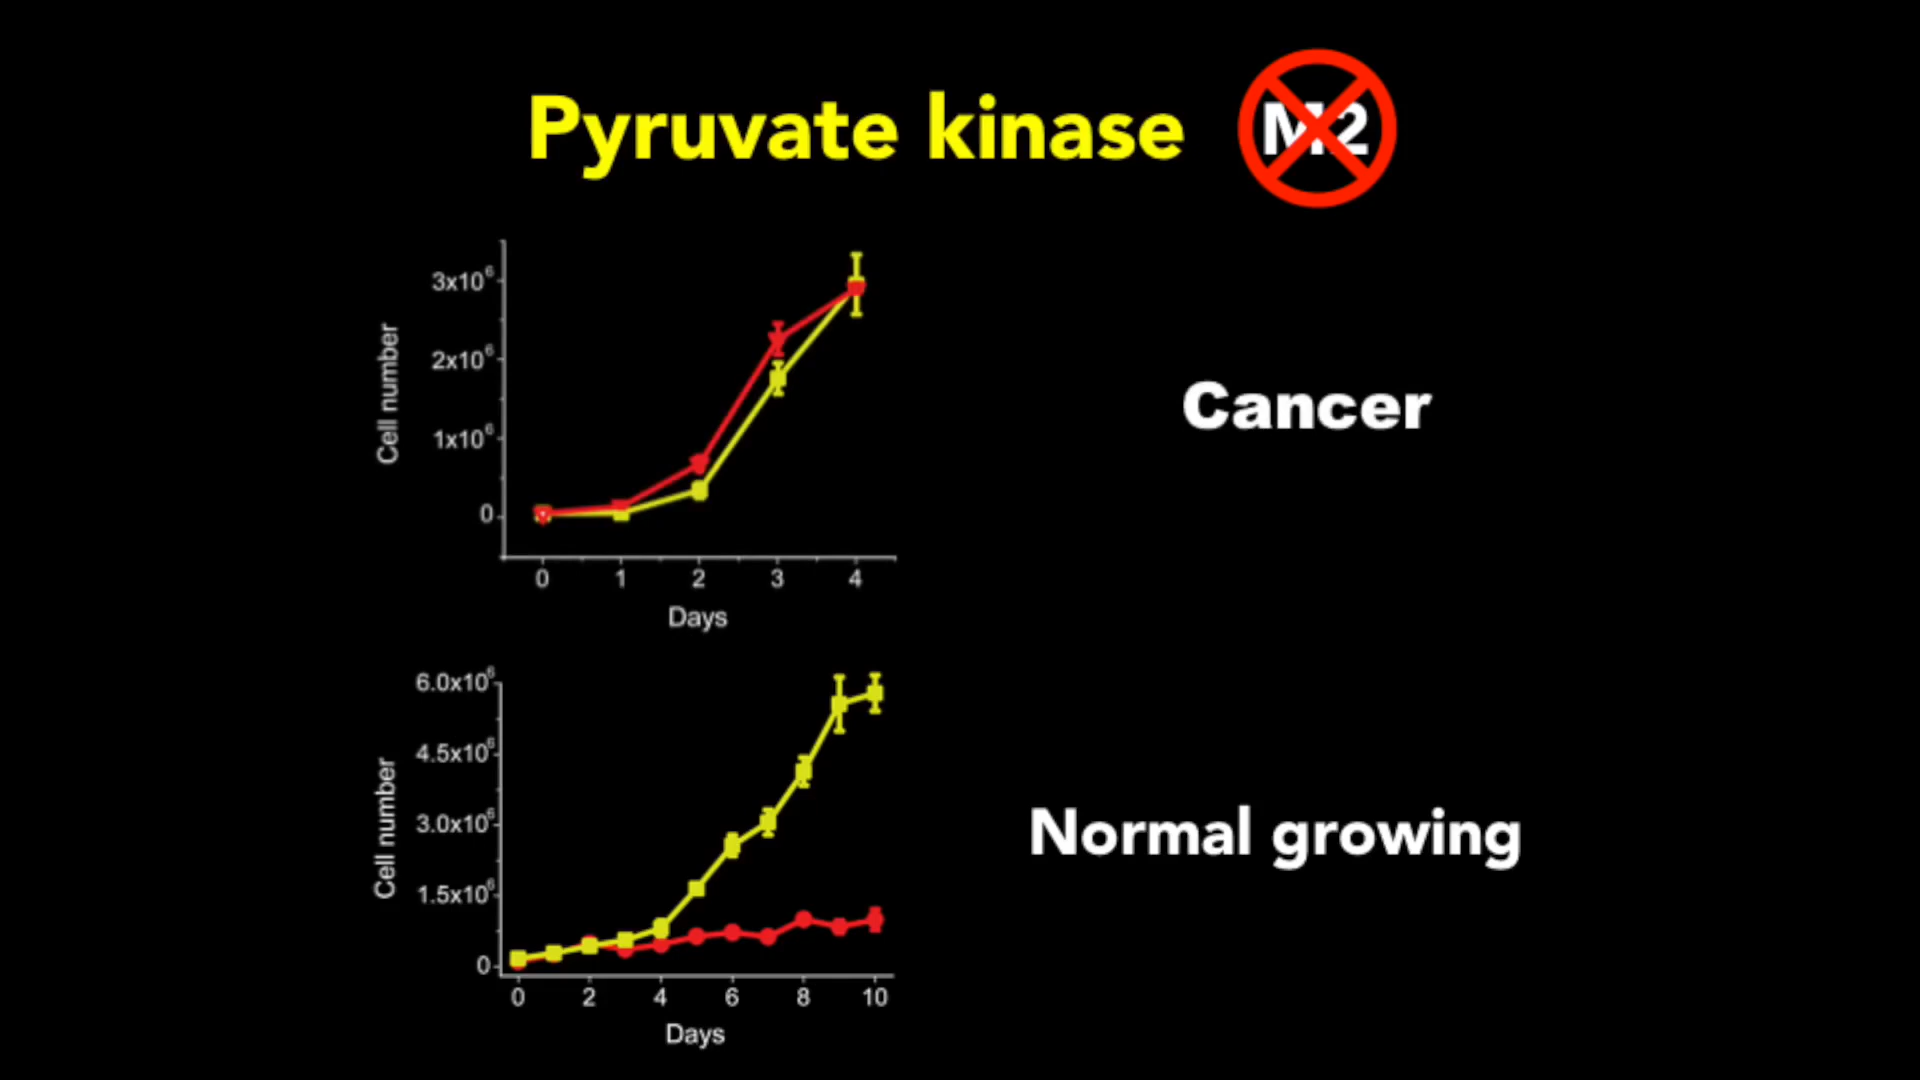 Pyruvate kinase M2
3x10⁶
2x10⁶
1x10⁶
0
Cell number
0 1 2 3 4
Days
Cancer
6.0x10⁶
4.5x10⁶
3.0x10⁶
1.5x10⁶
0
Cell number
0 2 4 6 8 10
Days
Normal growing